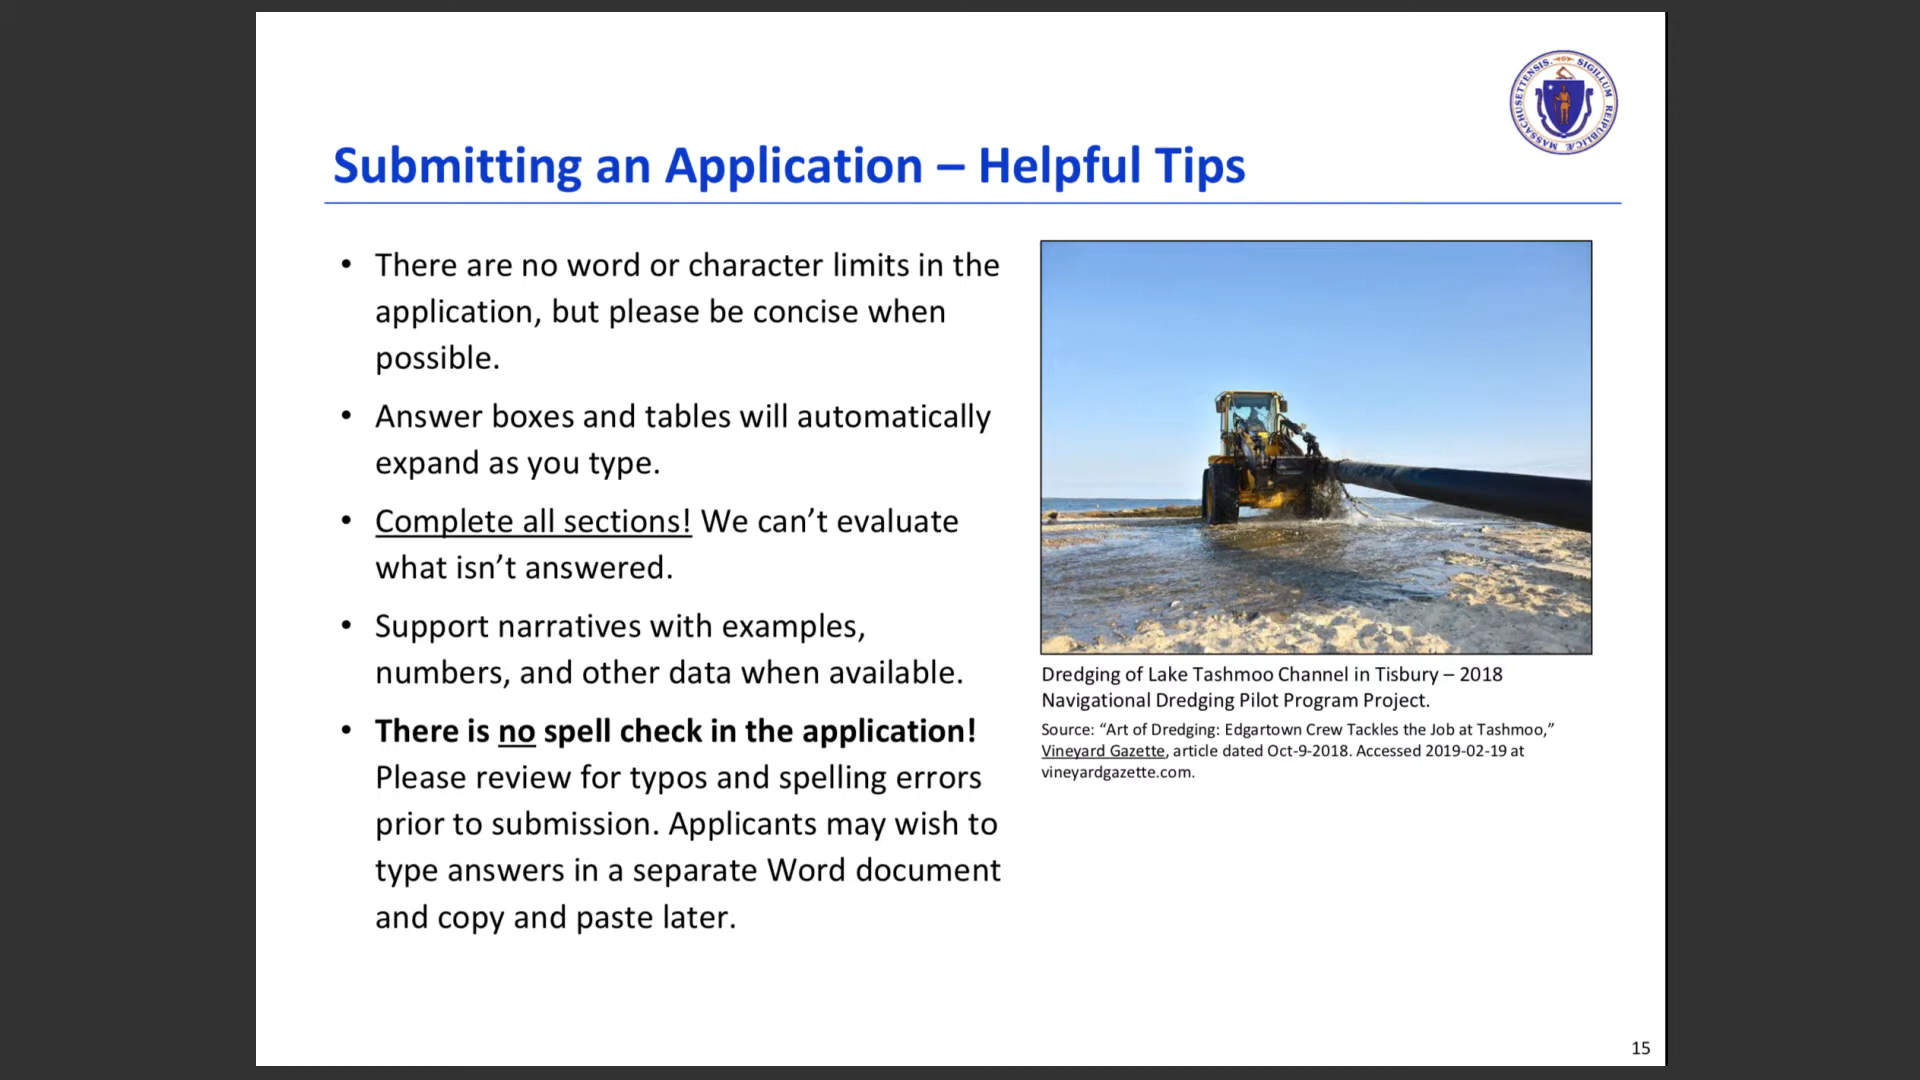 MASSACHUSETTENSIS. SIGILLUM REIPUBLICÆ
Submitting an Application – Helpful Tips
• There are no word or character limits in the
application, but please be concise when
possible.
• Answer boxes and tables will automatically
expand as you type.
• Complete all sections! We can’t evaluate
what isn’t answered.
• Support narratives with examples,
numbers, and other data when available.
• There is no spell check in the application!
Please review for typos and spelling errors
prior to submission. Applicants may wish to
type answers in a separate Word document
and copy and paste later.
Dredging of Lake Tashmoo Channel in Tisbury – 2018
Navigational Dredging Pilot Program Project.
Source: “Art of Dredging: Edgartown Crew Tackles the Job at Tashmoo,”
Vineyard Gazette, article dated Oct-9-2018. Accessed 2019-02-19 at
vineyardgazette.com.
15